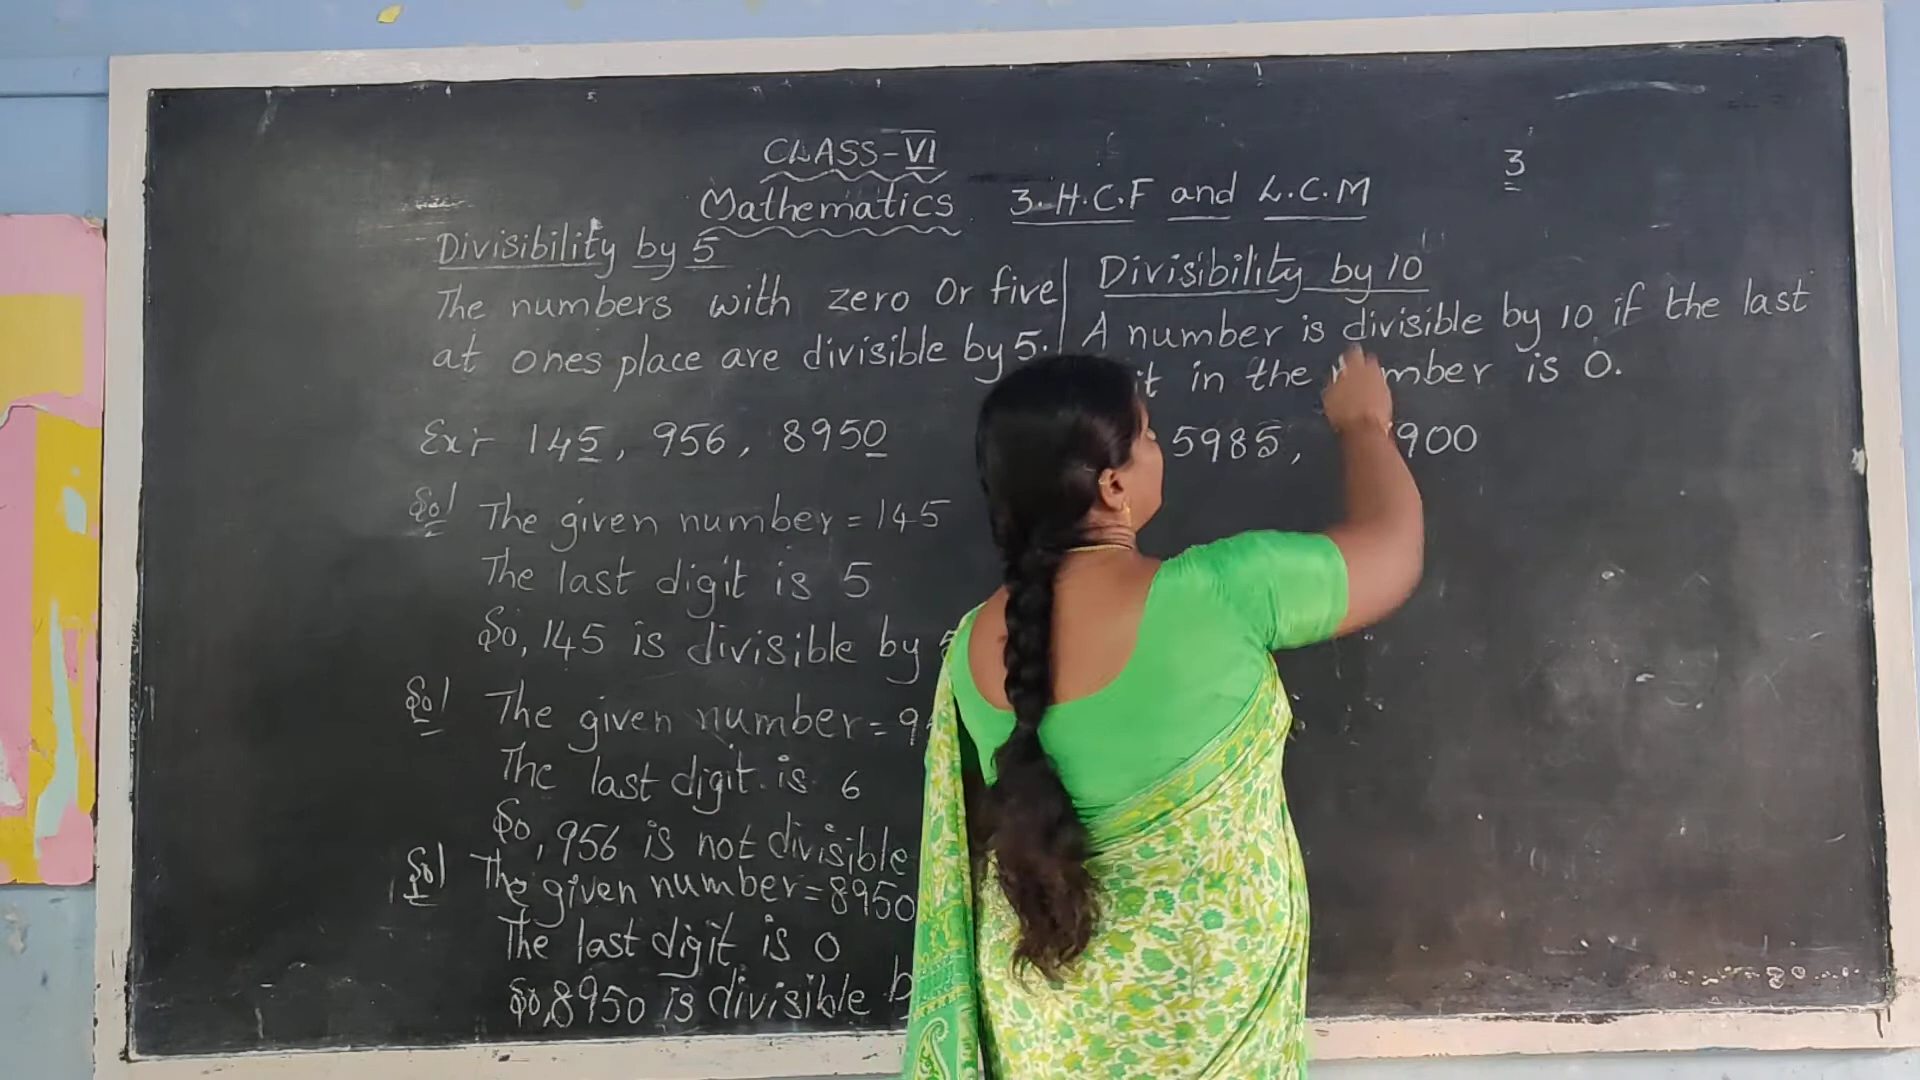 CLASS-VI
3
Mathematics 3. H.C.F and L.C.M
Divisibility by 5
The numbers with zero Or five
at ones place are divisible by 5.
Ex:- 145, 956, 8950
Sol The given number = 145
The last digit is 5
So, 145 is divisible by
Sol The given number = 9
The last digit is 6
So, 956 is not divisible
Sol The given number = 8950
The last digit is 0
So, 8950 is divisible
Divisibility by 10
A number is divisible by 10 if the last
in the number is 0.
5985, 900